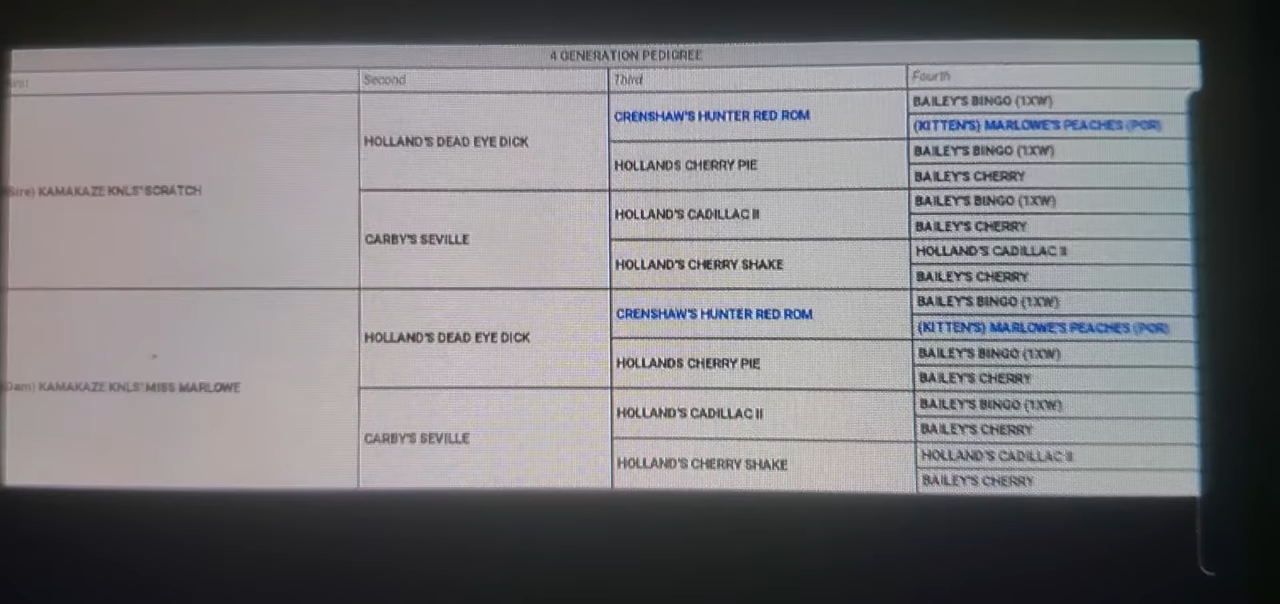 4 GENERATION PEDIGREE
Second
Third
Fourth
(Sire) KAMAKAZE KNLS' SCRATCH
HOLLAND'S DEAD EYE DICK
CRENSHAW'S HUNTER RED ROM
BAILEY'S BINGO (1XW)
(KITTEN'S) MARLOWE'S PEACHES (POR)
HOLLANDS CHERRY PIE
BAILEY'S BINGO (1XW)
BAILEY'S CHERRY
CARBY'S SEVILLE
HOLLAND'S CADILLAC II
BAILEY'S BINGO (1XW)
BAILEY'S CHERRY
HOLLAND'S CHERRY SHAKE
HOLLAND'S CADILLAC II
BAILEY'S CHERRY
(Dam) KAMAKAZE KNLS' MISS MARLOWE
HOLLAND'S DEAD EYE DICK
CRENSHAW'S HUNTER RED ROM
BAILEY'S BINGO (1XW)
(KITTEN'S) MARLOWE'S PEACHES (POR)
HOLLANDS CHERRY PIE
BAILEY'S BINGO (1XW)
BAILEY'S CHERRY
CARBY'S SEVILLE
HOLLAND'S CADILLAC II
BAILEY'S BINGO (1XW)
BAILEY'S CHERRY
HOLLAND'S CHERRY SHAKE
HOLLAND'S CADILLAC II
BAILEY'S CHERRY